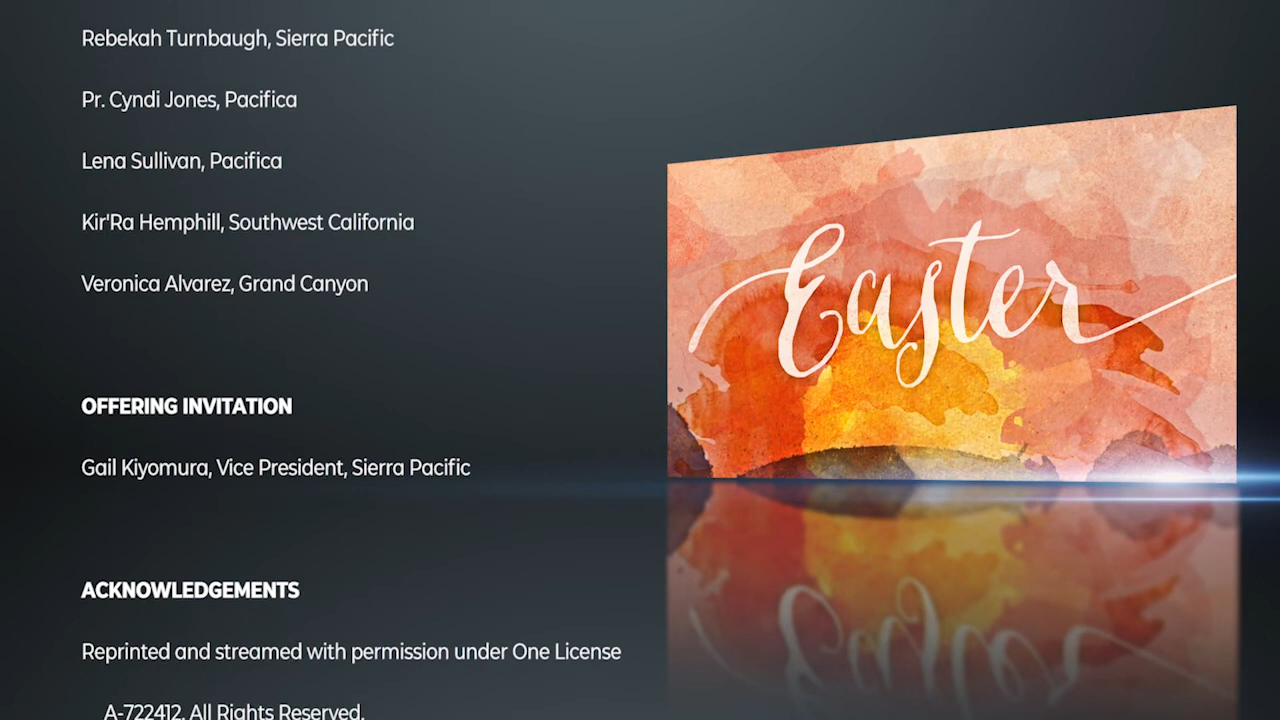 Rebekah Turnbaugh, Sierra Pacific
Pr. Cyndi Jones, Pacifica
Lena Sullivan, Pacifica
Kir'Ra Hemphill, Southwest California
Veronica Alvarez, Grand Canyon
OFFERING INVITATION
Gail Kiyomura, Vice President, Sierra Pacific
ACKNOWLEDGEMENTS
Reprinted and streamed with permission under One License
A-722412. All Rights Reserved.
Easter